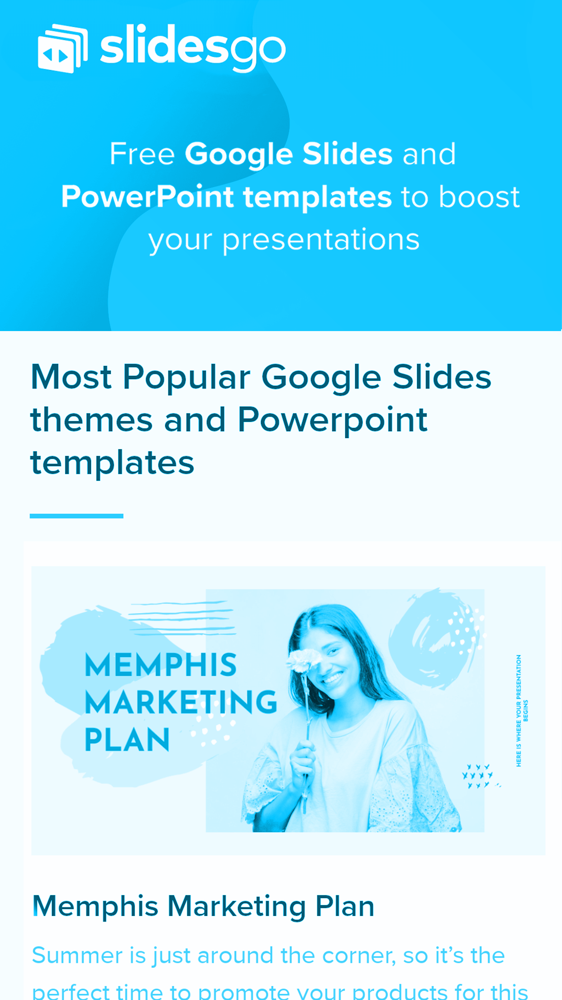 slidesgo
Free Google Slides and
PowerPoint templates to boost
your presentations
Most Popular Google Slides
themes and Powerpoint
templates
MEMPHIS
MARKETING
PLAN
HERE IS WHERE YOUR PRESENTATION
BEGINS
Memphis Marketing Plan
Summer is just around the corner, so it’s the
perfect time to promote your products for this